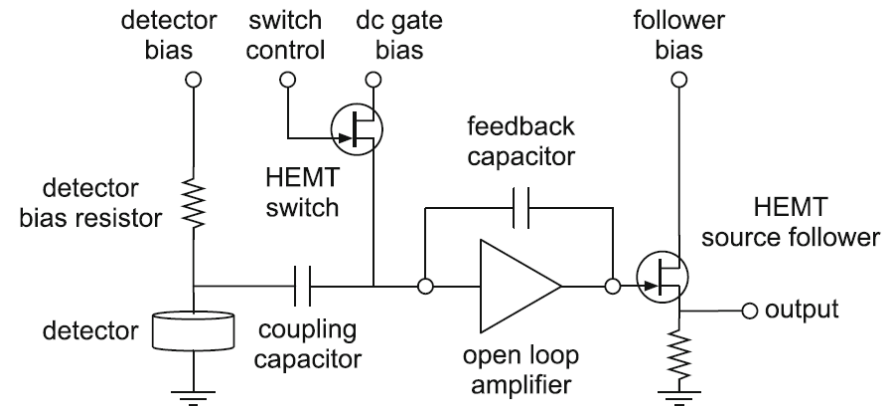 detector
bias
switch
control
dc gate
bias
follower
bias
feedback
capacitor
HEMT
switch
detector
bias resistor
HEMT
source follower
detector
coupling
capacitor
open loop
amplifier
output